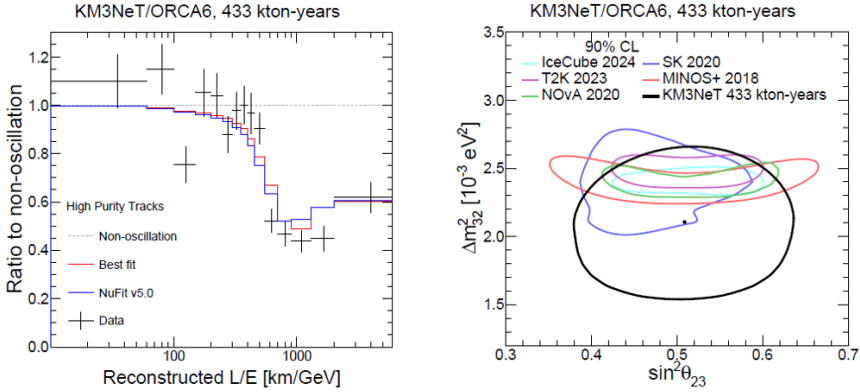 KM3NeT/ORCA6, 433 kton-years
Ratio to non-oscillation
1.2
1.0
0.8
0.6
0.4
0.2
0.0
High Purity Tracks
Non-oscillation
Best fit
NuFit v5.0
Data
100
1000
Reconstructed L/E [km/GeV]
KM3NeT/ORCA6, 433 kton-years
Δm²₃₂ [10⁻³ eV²]
3.5
3.0
2.5
2.0
1.5
90% CL
IceCube 2024 SK 2020
T2K 2023 MINOS+ 2018
NOvA 2020 KM3NeT 433 kton-years
0.3 0.4 0.5 0.6 0.7
sin²θ₂₃